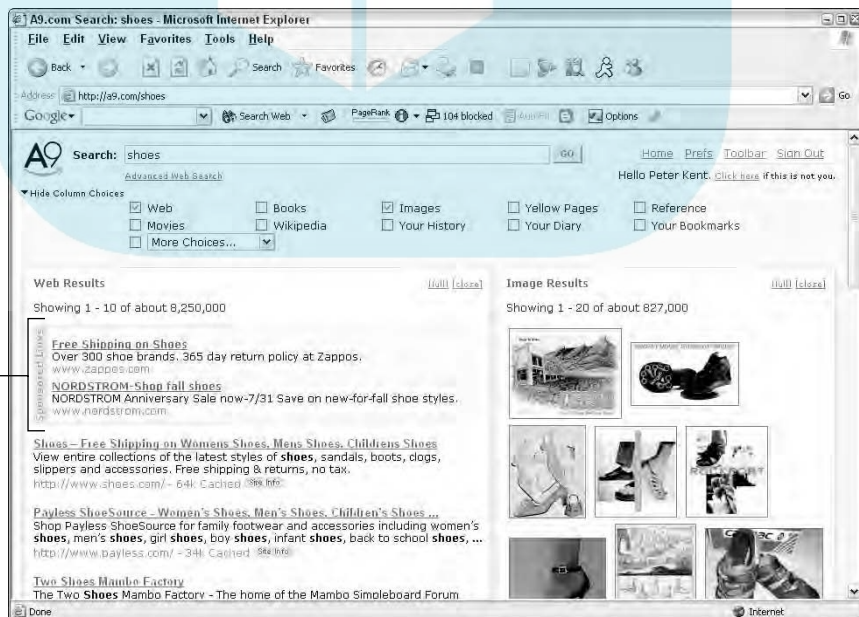 A9.com Search: shoes - Microsoft Internet Explorer
File Edit View Favorites Tools Help
Back Search Favorites
Address http://a9.com/shoes Go
Google Search Web PageRank 104 blocked AutoFill Options
A9 Search: shoes GO Home Prefs Toolbar Sign Out
Advanced Web Search Hello Peter Kent. Click here if this is not you.
Hide Column Choices
Web Books Images Yellow Pages Reference
Movies Wikipedia Your History Your Diary Your Bookmarks
More Choices...
Web Results [full] [close]
Showing 1 - 10 of about 8,250,000
Sponsored Links
Free Shipping on Shoes
Over 300 shoe brands. 365 day return policy at Zappos.
www.zappos.com
NORDSTROM-Shop fall shoes
NORDSTROM Anniversary Sale now-7/31 Save on new-for-fall shoe styles.
www.nordstrom.com
Shoes – Free Shipping on Womens Shoes, Mens Shoes, Childrens Shoes
View entire collections of the latest styles of shoes, sandals, boots, clogs,
slippers and accessories. Free shipping & returns, no tax.
http://www.shoes.com/ - 64k Cached Site Info
Payless ShoeSource - Women's Shoes, Men's Shoes, Children's Shoes ...
Shop Payless ShoeSource for family footwear and accessories including women's
shoes, men's shoes, girl shoes, boy shoes, infant shoes, back to school shoes, ...
http://www.payless.com/ - 34k Cached Site Info
Two Shoes Mambo Factory
The Two Shoes Mambo Factory - The home of the Mambo Simpleboard Forum
Image Results [full] [close]
Showing 1 - 20 of about 827,000
Done Internet